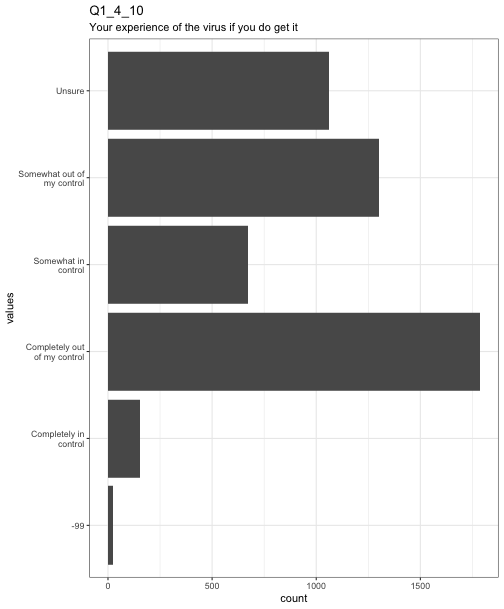 Q1_4_10
Your experience of the virus if you do get it
Unsure
Somewhat out of
my control
Somewhat in
control
Completely out
of my control
Completely in
control
-99
values
0 500 1000 1500
count